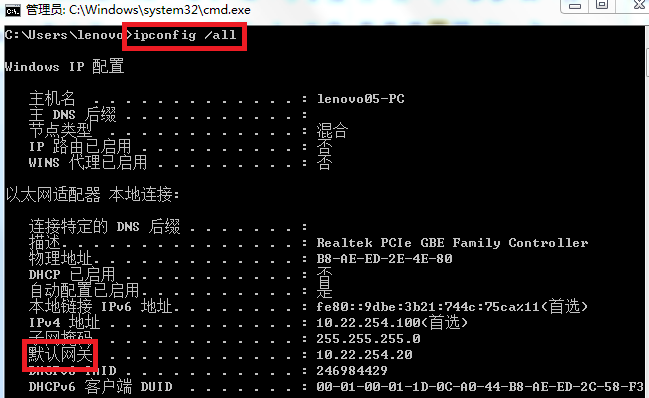 管理员: C:\Windows\system32\cmd.exe
C:\Users\lenovo>ipconfig /all
Windows IP 配置
主机名 . . . . . . . . . . . . . : lenovo05-PC
主 DNS 后缀 . . . . . . . . . . . :
节点类型 . . . . . . . . . . . . : 混合
IP 路由已启用 . . . . . . . . . . : 否
WINS 代理已启用 . . . . . . . . . : 否
以太网适配器 本地连接:
连接特定的 DNS 后缀 . . . . . . . :
描述. . . . . . . . . . . . . . . : Realtek PCIe GBE Family Controller
物理地址. . . . . . . . . . . . . : B8-AE-ED-2E-4E-80
DHCP 已启用 . . . . . . . . . . . : 否
自动配置已启用. . . . . . . . . . : 是
本地链接 IPv6 地址. . . . . . . . : fe80::9dbe:3b21:744c:75ca%11(首选)
IPv4 地址 . . . . . . . . . . . . : 10.22.254.100(首选)
子网掩码 . . . . . . . . . . . . : 255.255.255.0
默认网关. . . . . . . . . . . . . : 10.22.254.20
DHCPv6 IAID . . . . . . . . . . . : 246984429
DHCPv6 客户端 DUID . . . . . . . : 00-01-00-01-1D-0C-A0-44-B8-AE-ED-2C-58-F3